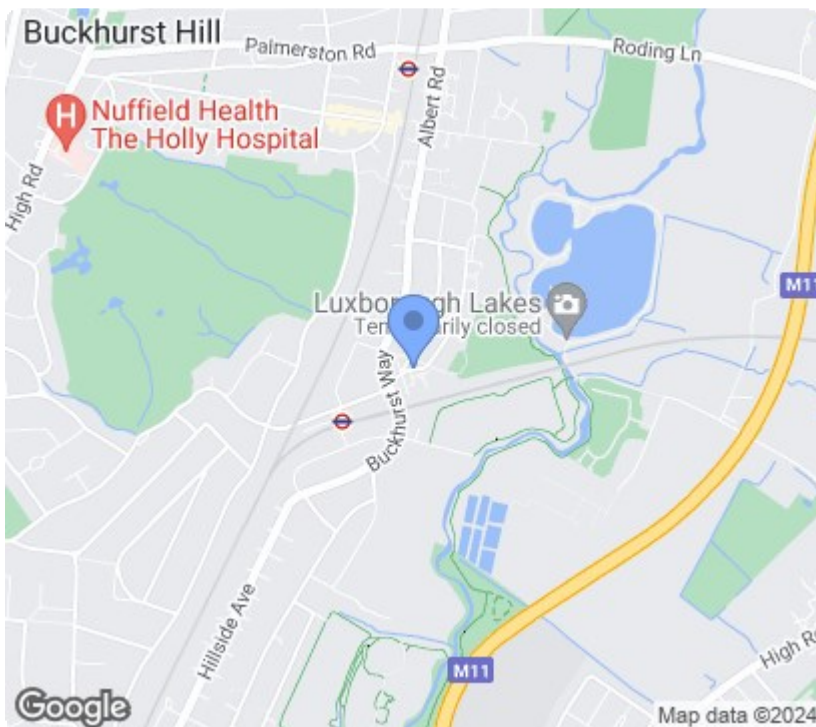 Buckhurst Hill
Palmerston Rd
Roding Ln
Albert Rd
H
Nuffield Health
The Holly Hospital
High Rd
M11
Luxborough Lakes
Temporarily closed
Buckhurst Way
Hillside Ave
M11
High Rd
Google
Map data ©2024